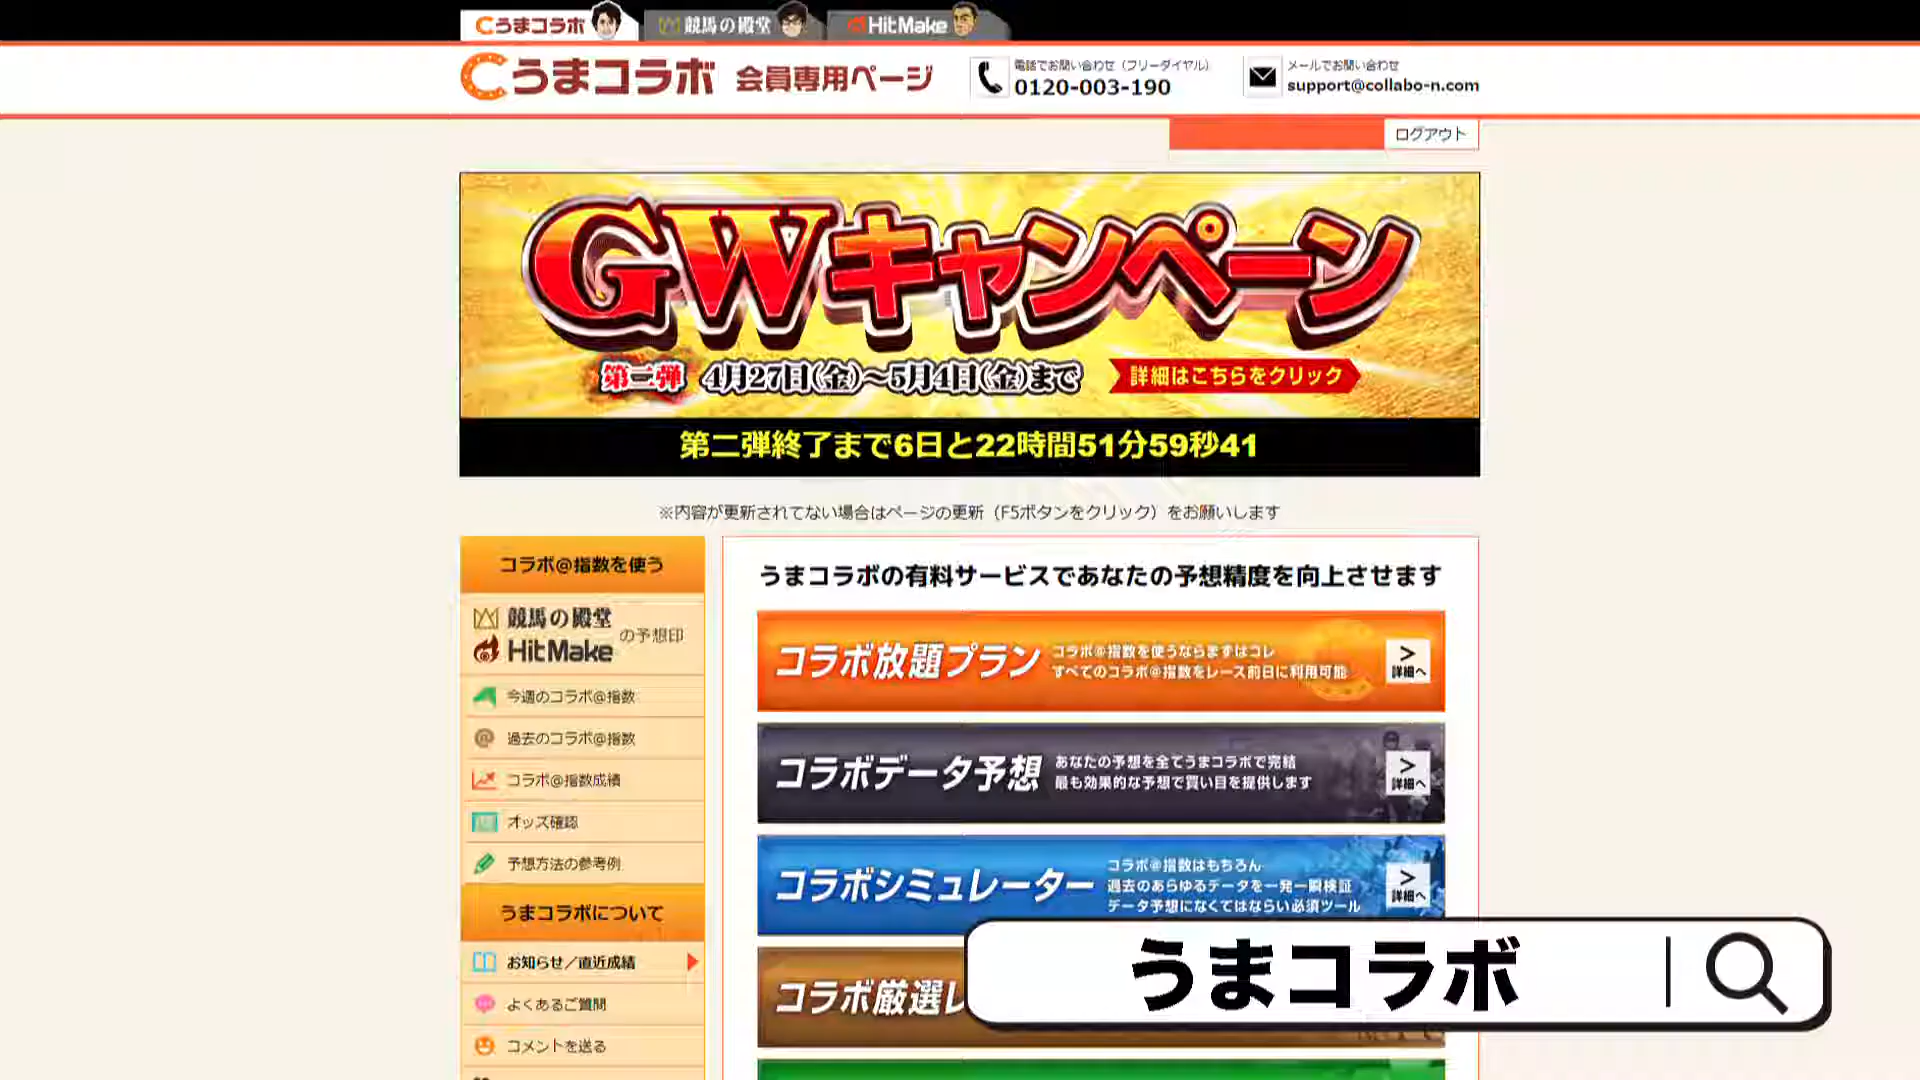 うまコラボ
競馬の殿堂
HitMake
うまコラボ 会員専用ページ
電話でお問い合わせ（フリーダイヤル）
0120-003-190
メールでお問い合わせ
support@collabo-n.com
ログアウト
GWキャンペーン
第二弾 4月27日(金)～5月4日(金)まで
詳細はこちらをクリック
第二弾終了まで6日と22時間51分59秒41
※内容が更新されてない場合はページの更新（F5ボタンをクリック）をお願いします
コラボ@指数を使う
競馬の殿堂
HitMake
の予想印
今週のコラボ@指数
過去のコラボ@指数
コラボ@指数成績
オッズ確認
予想方法の参考例
うまコラボについて
お知らせ／直近成績
よくあるご質問
コメントを送る
うまコラボの有料サービスであなたの予想精度を向上させます
コラボ放題プラン
コラボ@指数を使うならまずはコレ
すべてのコラボ@指数をレース前日に利用可能
>
詳細へ
コラボデータ予想
あなたの予想を全てうまコラボで完結
最も効果的な予想で買い目を提供します
>
詳細へ
コラボシミュレーター
コラボ@指数はもちろん
過去のあらゆるデータを一発一瞬検証
データ予想になくてはならい必須ツール
>
詳細へ
コラボ厳選レ
うまコラボ